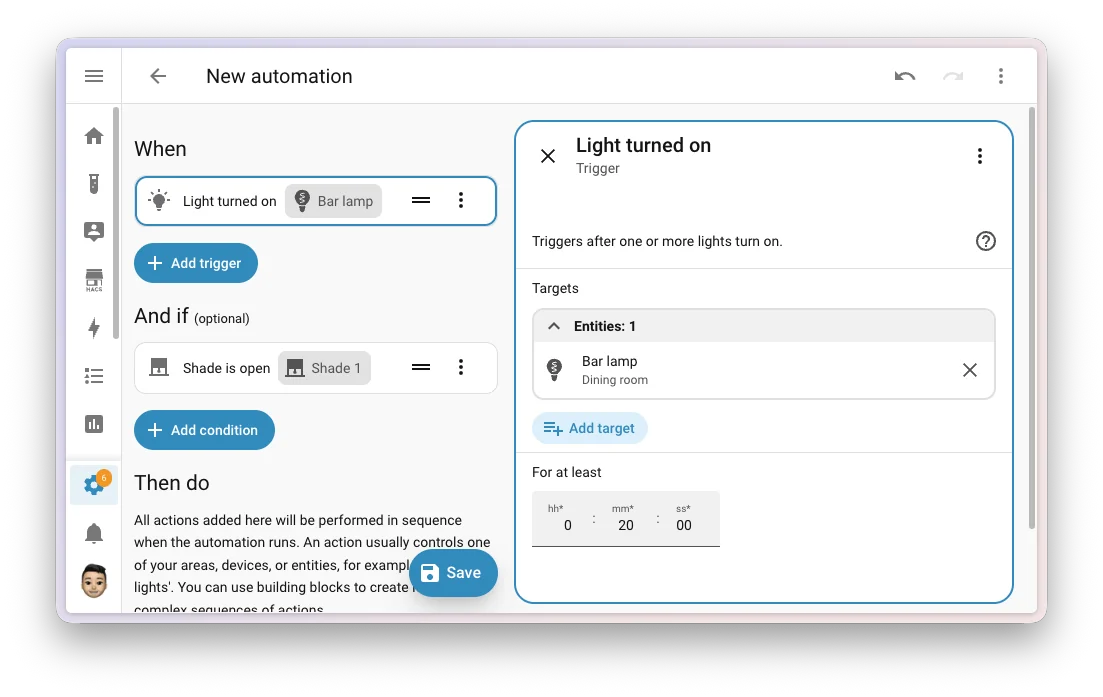 New automation
When
Light turned on Bar lamp
Add trigger
And if (optional)
Shade is open Shade 1
Add condition
Then do
All actions added here will be performed in sequence
when the automation runs. An action usually controls one
of your areas, devices, or entities, for
lights'. You can use building blocks to create
complex sequences of actions.
Save
HACS
6
Light turned on
Trigger
Triggers after one or more lights turn on.
Targets
Entities: 1
Bar lamp
Dining room
Add target
For at least
hh* mm* ss*
0 : 20 : 00